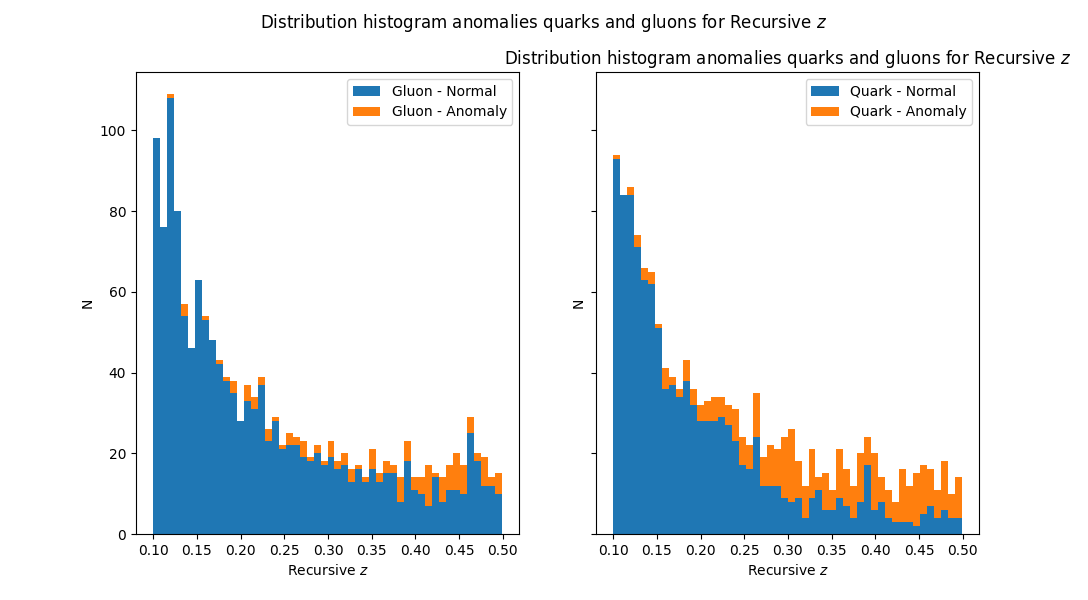 Distribution histogram anomalies quarks and gluons for Recursive z
Distribution histogram anomalies quarks and gluons for Recursive z
Gluon - Normal
Gluon - Anomaly
100
80
60
40
20
0
N
0.10 0.15 0.20 0.25 0.30 0.35 0.40 0.45 0.50
Recursive z
Quark - Normal
Quark - Anomaly
N
0.10 0.15 0.20 0.25 0.30 0.35 0.40 0.45 0.50
Recursive z